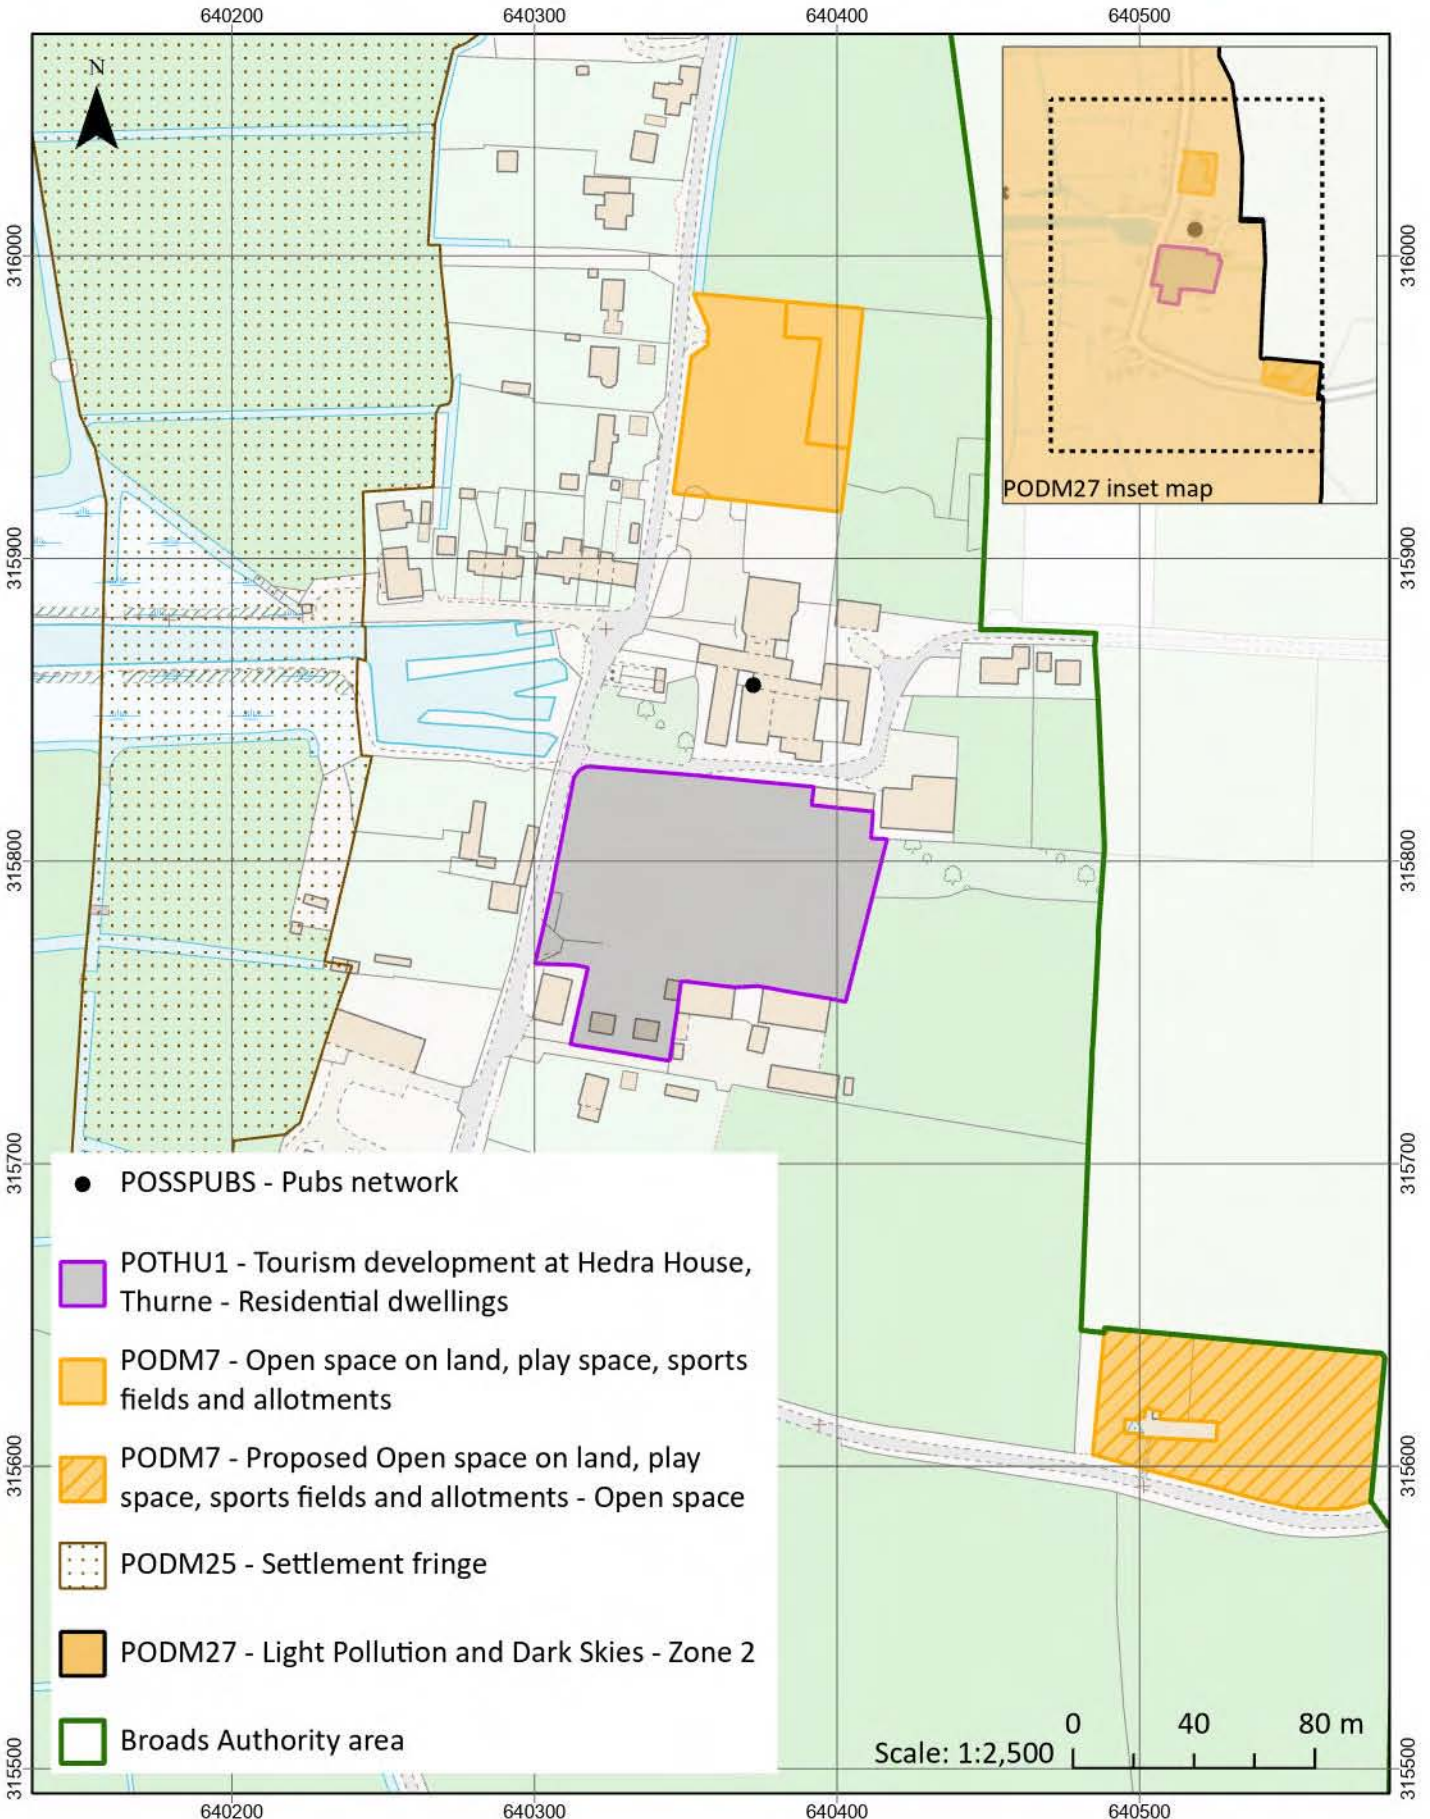 640200 640300 640400 640500
N
316000 316000
PODM27 inset map
315900 315900
315800 315800
315700 315700
POSSPUBS - Pubs network
POTHU1 - Tourism development at Hedra House,
Thurne - Residential dwellings
PODM7 - Open space on land, play space, sports
fields and allotments
PODM7 - Proposed Open space on land, play
space, sports fields and allotments - Open space
315600 315600
PODM25 - Settlement fringe
PODM27 - Light Pollution and Dark Skies - Zone 2
Broads Authority area
0 40 80 m
Scale: 1:2,500
315500 315500
640200 640300 640400 640500